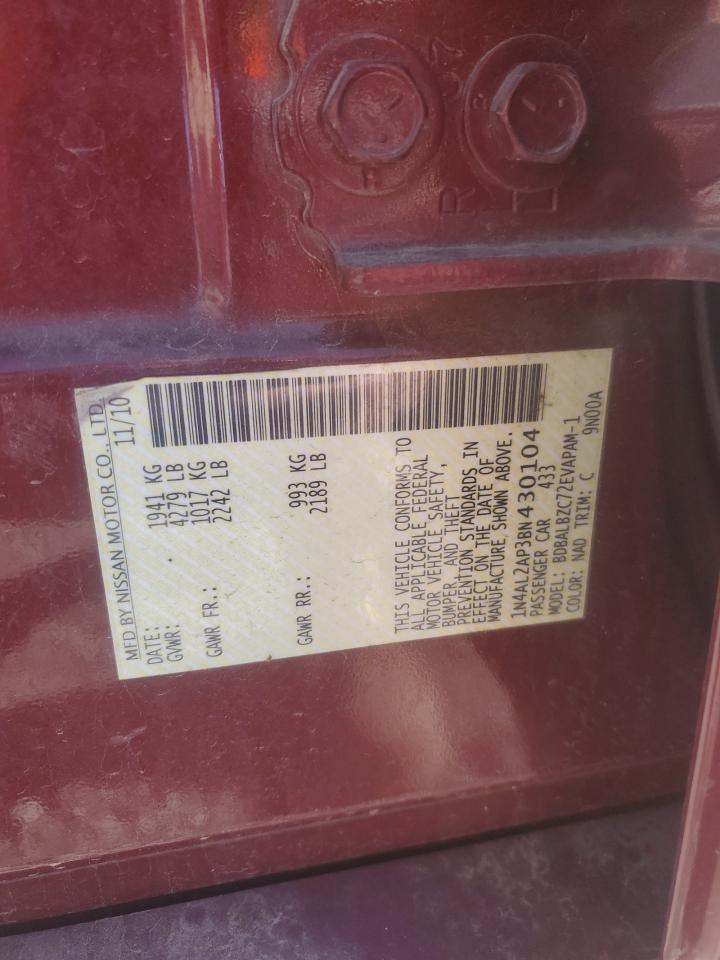 MFD BY NISSAN MOTOR CO., LTD.
DATE: 11/10
GVWR: 1941 KG
4279 LB
GAWR FR.: 1017 KG
2242 LB
GAWR RR.: 993 KG
2189 LB
THIS VEHICLE CONFORMS TO
ALL APPLICABLE FEDERAL
MOTOR VEHICLE SAFETY,
BUMPER, AND THEFT
PREVENTION STANDARDS IN
EFFECT ON THE DATE OF
MANUFACTURE SHOWN ABOVE.
1N4AL2AP3BN430104
PASSENGER CAR 433
MODEL: BDBALBZC72EVAPAM-1
COLOR: NAD TRIM: C 9N00A